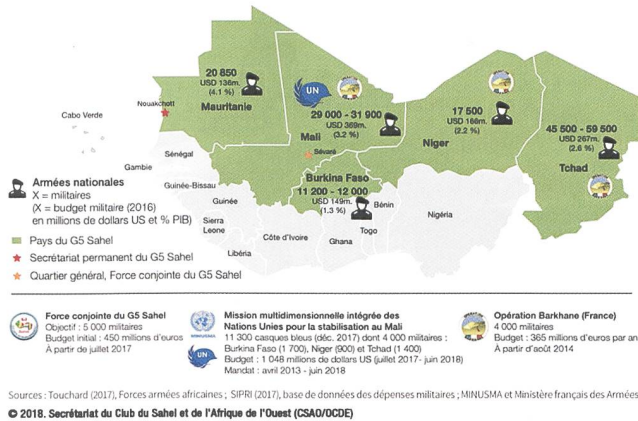 20 850
USD 136m.
(4.1 %)
Mauritanie
Nouakchott
Cabo Verde
UN
29 000 - 31 900
USD 369m.
(3.2 %)
Mali
Sévaré
17 500
USD 166m.
(2.2 %)
Niger
45 500 - 59 500
USD 267m.
(2.6 %)
Tchad
Burkina Faso
11 200 - 12 000
USD 149m.
(1.3 %)
Sénégal
Gambie
Guinée-Bissau
Guinée
Sierra
Leone
Libéria
Côte d'Ivoire
Ghana
Togo
Bénin
Nigéria
Armées nationales
X = militaires
(X = budget militaire (2016)
en millions de dollars US et % PIB)
Pays du G5 Sahel
Secrétariat permanent du G5 Sahel
Quartier général, Force conjointe du G5 Sahel
Force conjointe du G5 Sahel
Objectif : 5 000 militaires
Budget initial : 450 millions d'euros
À partir de juillet 2017
MINUSMA
UN
Mission multidimensionnelle intégrée des
Nations Unies pour la stabilisation au Mali
11 300 casques bleus (déc. 2017) dont 4 000 militaires ;
Burkina Faso (1 700), Niger (900) et Tchad (1 400)
Budget : 1 048 millions de dollars US (juillet 2017- juin 2018)
Mandat : avril 2013 - juin 2018
Opération Barkhane (France)
4 000 militaires
Budget : 365 millions d'euros par an
À partir d'août 2014
Sources : Touchard (2017), Forces armées africaines ; SIPRI (2017), base de données des dépenses militaires ; MINUSMA et Ministère français des Armées
© 2018. Secrétariat du Club du Sahel et de l'Afrique de l'Ouest (CSAO/OCDE)